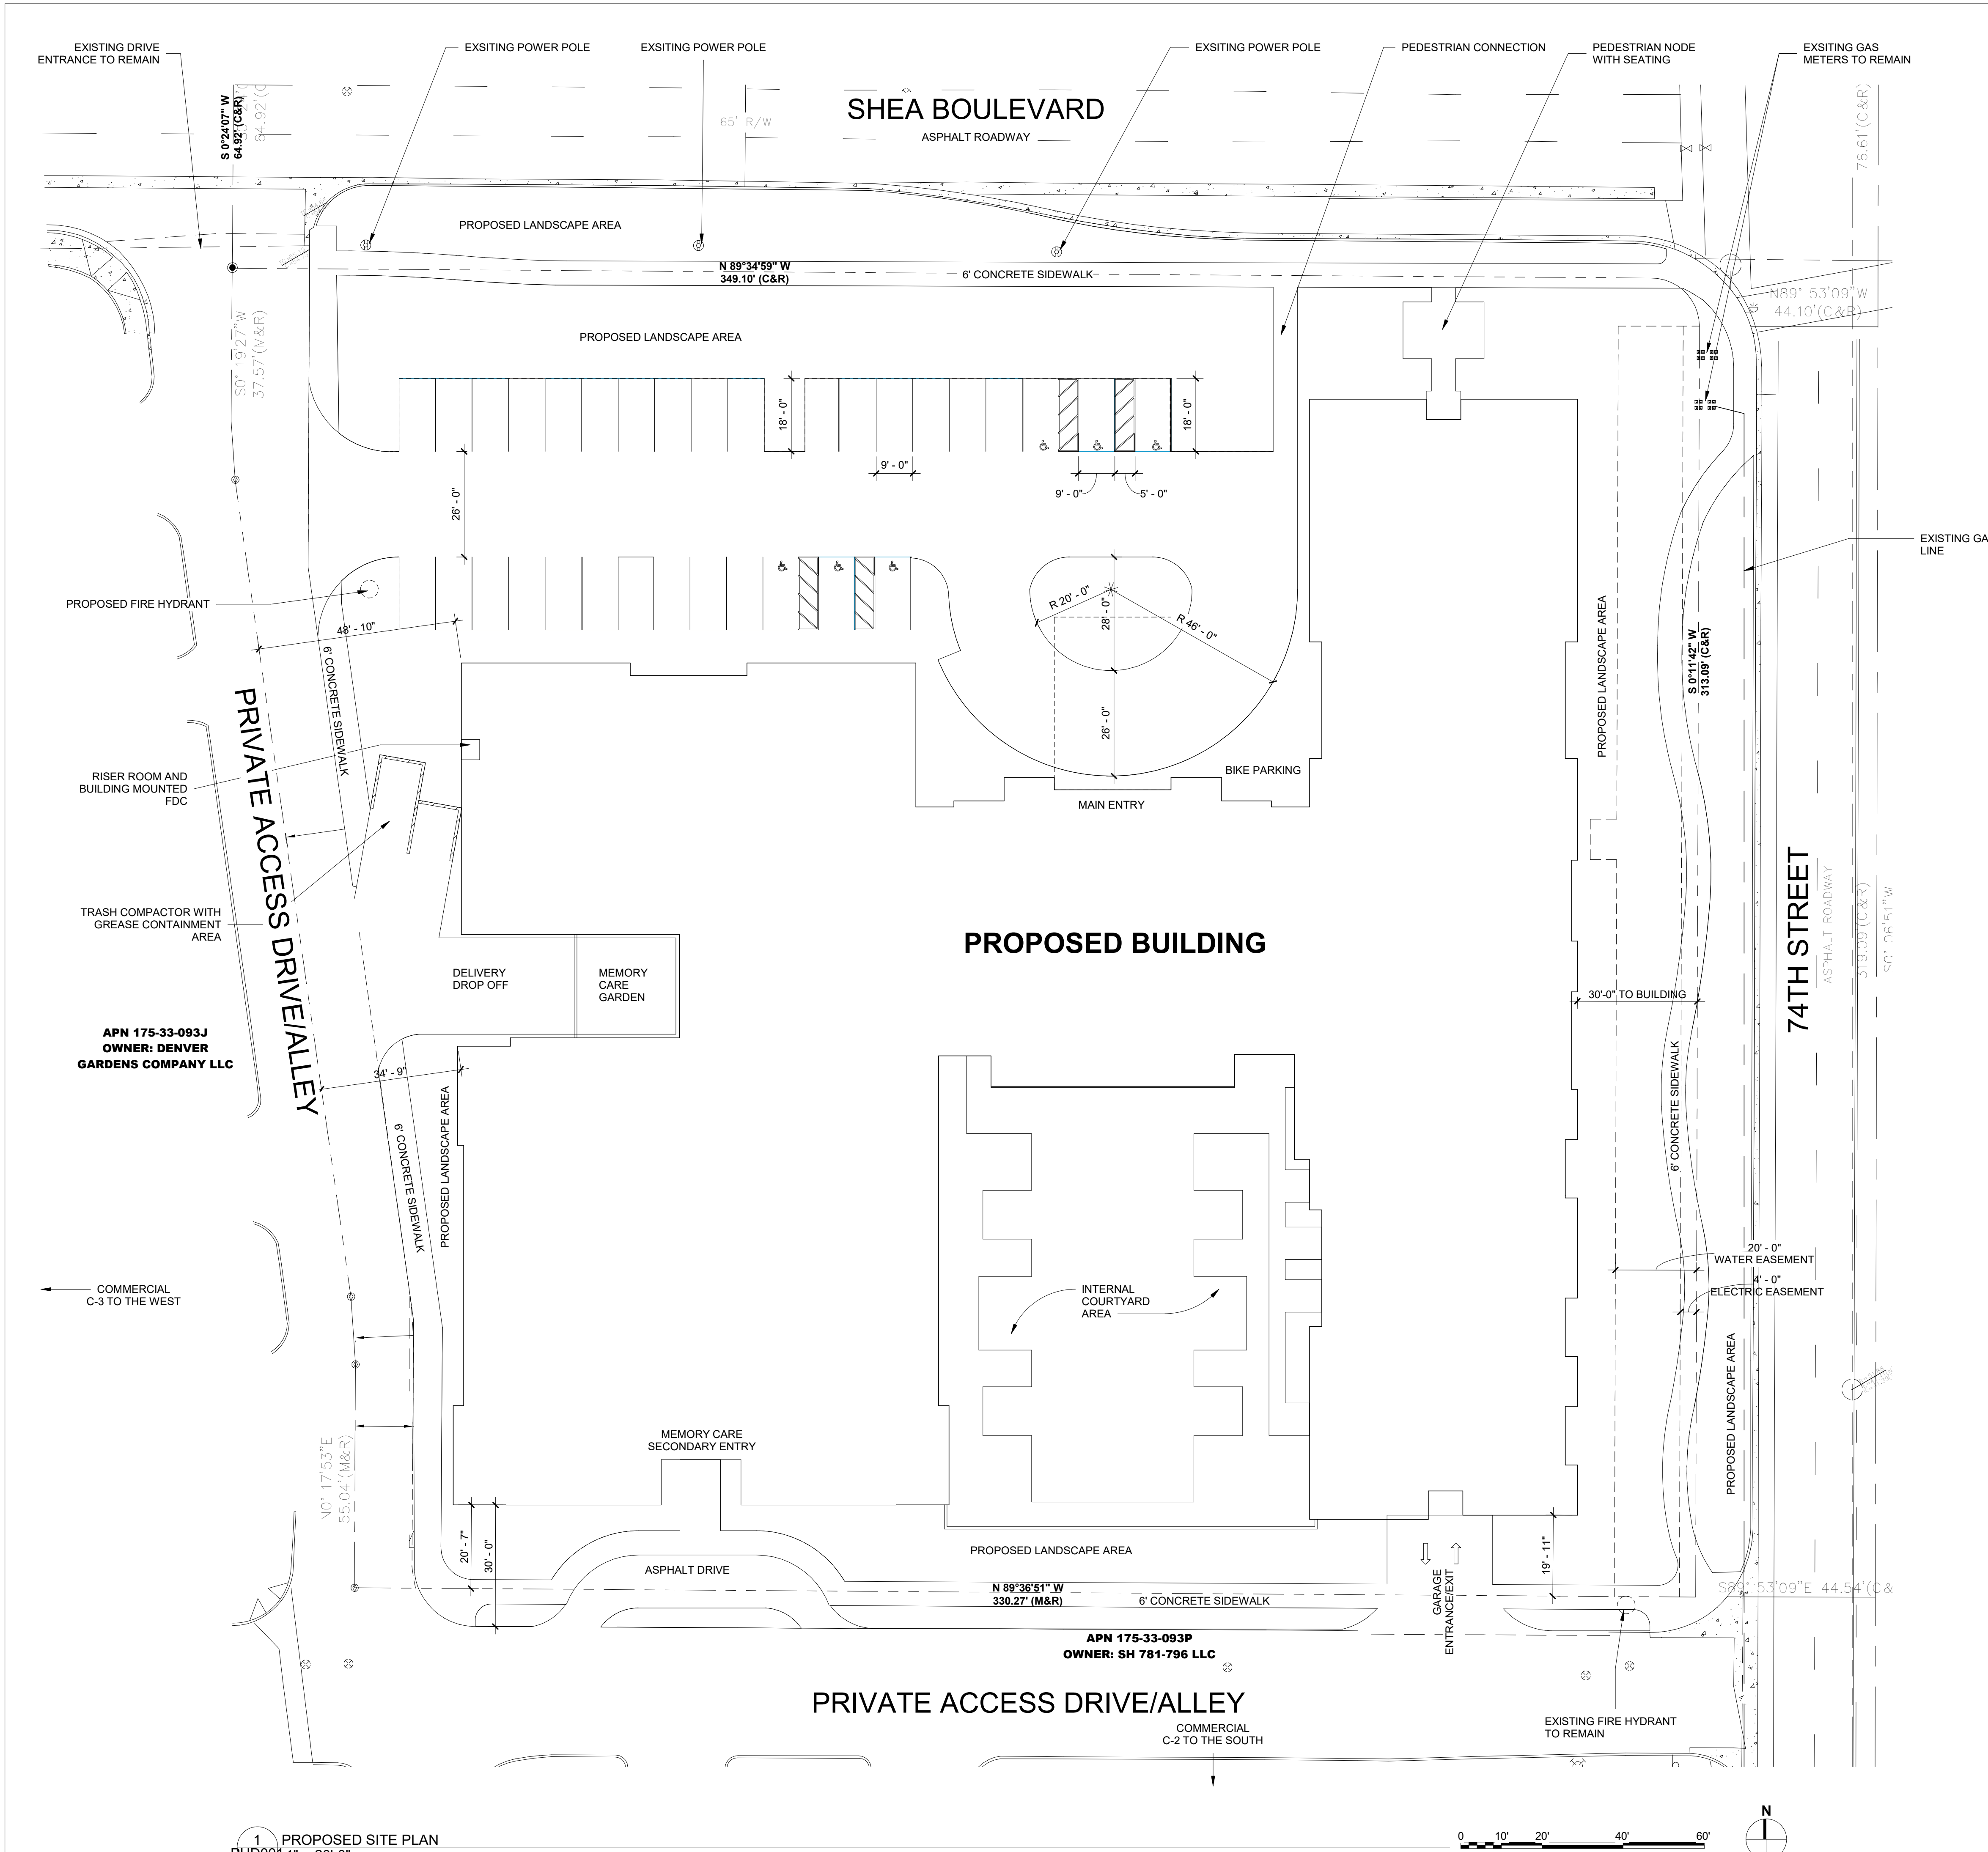 EXISTING DRIVE
ENTRANCE TO REMAIN
EXSITING POWER POLE
EXSITING POWER POLE
EXSITING POWER POLE
PEDESTRIAN CONNECTION
PEDESTRIAN NODE
WITH SEATING
EXSITING GAS
METERS TO REMAIN
S 0°24'07" W
64.92' (C&R)
64.92'(C
65' R/W
SHEA BOULEVARD
ASPHALT ROADWAY
76.61'(C&R)
PROPOSED LANDSCAPE AREA
N 89°34'59" W
349.10' (C&R)
6' CONCRETE SIDEWALK
N89° 53'09"W
44.10'(C&R)
S0° 19'27"W
37.57'(M&R)
PROPOSED LANDSCAPE AREA
18' - 0"
18' - 0"
9' - 0"
9' - 0"
5' - 0"
26' - 0"
EXISTING GA
LINE
PROPOSED FIRE HYDRANT
48' - 10"
R 20' - 0"
28' - 0"
R 46' - 0"
26' - 0"
PROPOSED LANDSCAPE AREA
S 0°11'42" W
313.09' (C&R)
6' CONCRETE SIDEWALK
PRIVATE ACCESS DRIVE/ALLEY
RISER ROOM AND
BUILDING MOUNTED
FDC
BIKE PARKING
MAIN ENTRY
TRASH COMPACTOR WITH
GREASE CONTAINMENT
AREA
PROPOSED BUILDING
74TH STREET
ASPHALT ROADWAY
319.09'(C&R)
S0° 06'51"W
DELIVERY
DROP OFF
MEMORY
CARE
GARDEN
30'-0" TO BUILDING
APN 175-33-093J
OWNER: DENVER
GARDENS COMPANY LLC
34' - 9"
6' CONCRETE SIDEWALK
PROPOSED LANDSCAPE AREA
6' CONCRETE SIDEWALK
20' - 0"
WATER EASEMENT
4' - 0"
ELECTRIC EASEMENT
COMMERCIAL
C-3 TO THE WEST
INTERNAL
COURTYARD
AREA
PROPOSED LANDSCAPE AREA
MEMORY CARE
SECONDARY ENTRY
N0° 17'53"E
55.04'(M&R)
20' - 7"
30' - 0"
19' - 11"
PROPOSED LANDSCAPE AREA
ASPHALT DRIVE
N 89°36'51" W
330.27' (M&R)
6' CONCRETE SIDEWALK
GARAGE
ENTRANCE/EXIT
S89° 53'09"E 44.54'(C&
APN 175-33-093P
OWNER: SH 781-796 LLC
PRIVATE ACCESS DRIVE/ALLEY
COMMERCIAL
C-2 TO THE SOUTH
EXISTING FIRE HYDRANT
TO REMAIN
N
1 PROPOSED SITE PLAN
0 10' 20' 40' 60'